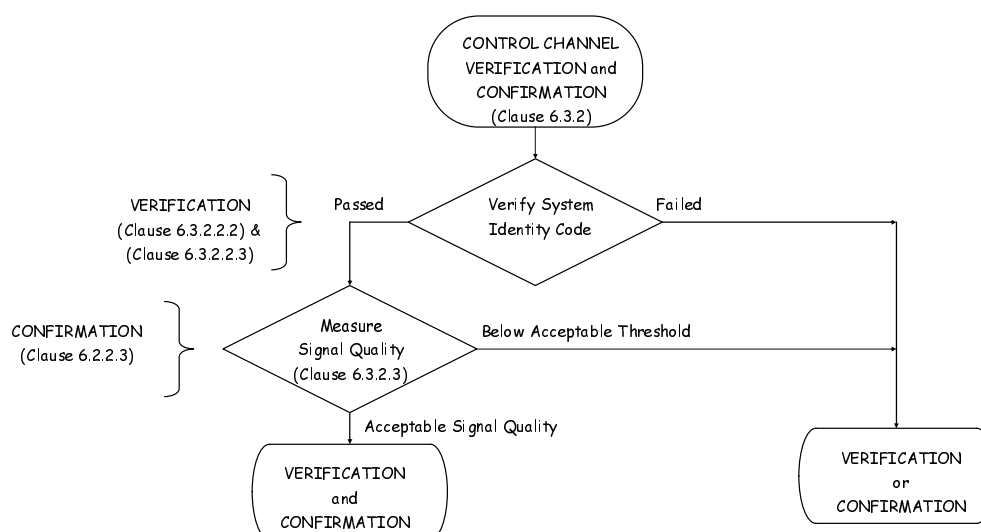 CONTROL CHANNEL
VERIFICATION and
CONFIRMATION
(Clause 6.3.2)
VERIFICATION
(Clause 6.3.2.2.2) &
(Clause 6.3.2.2.3)
Passed
Verify System
Identity Code
Failed
CONFIRMATION
(Clause 6.2.2.3)
Measure
Signal Quality
(Clause 6.3.2.3)
Below Acceptable Threshold
Acceptable Signal Quality
VERIFICATION
and
CONFIRMATION
VERIFICATION
or
CONFIRMATION